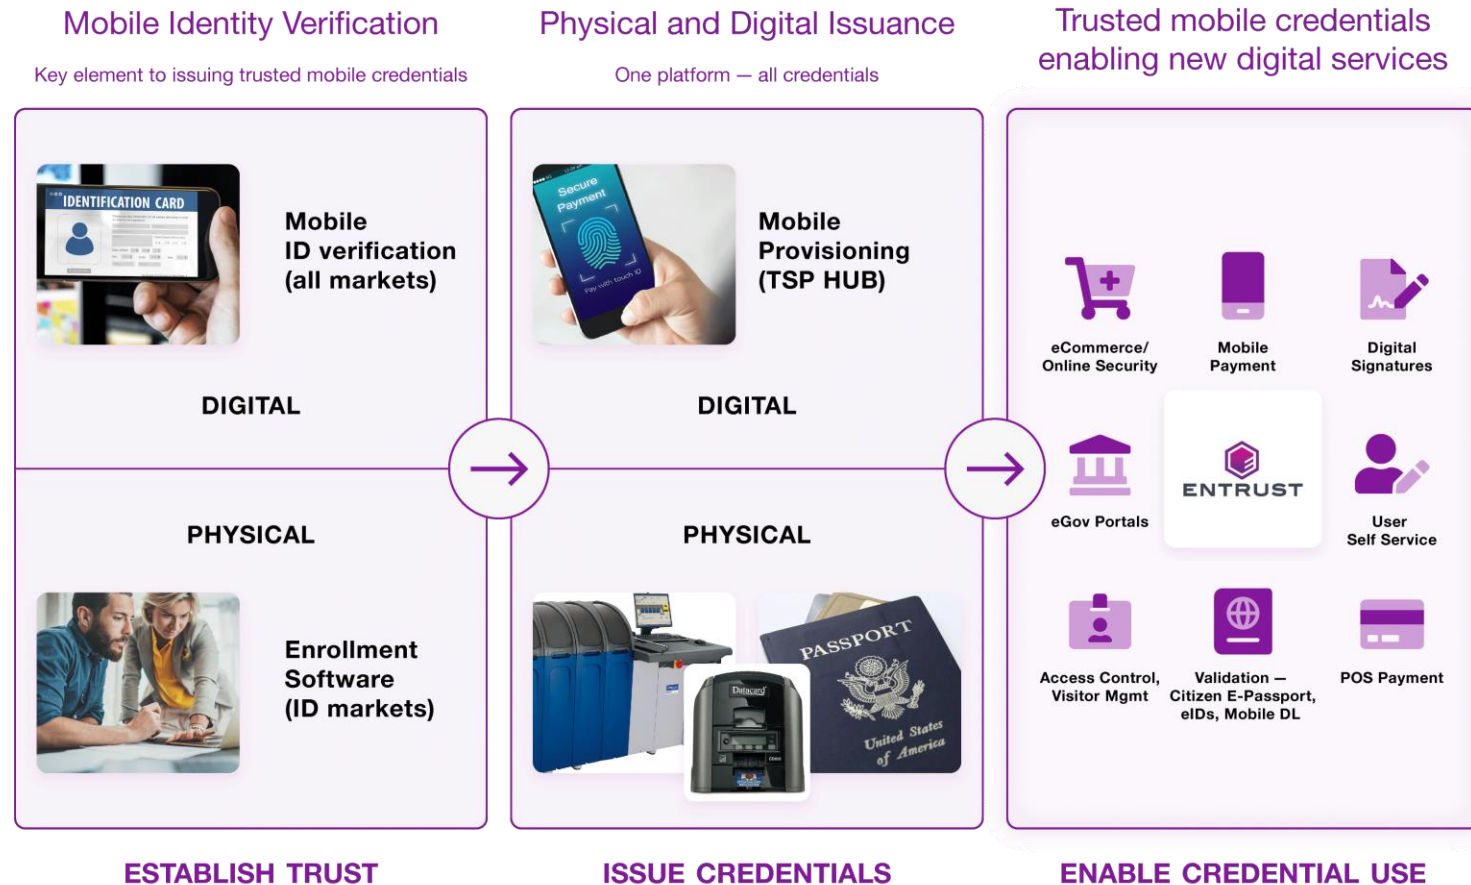 Mobile Identity Verification
Key element to issuing trusted mobile credentials
IDENTIFICATION CARD
Mobile
ID verification
(all markets)
DIGITAL
PHYSICAL
Enrollment
Software
(ID markets)
ESTABLISH TRUST
Physical and Digital Issuance
One platform — all credentials
Secure
Payment
Pay with touch ID
Mobile
Provisioning
(TSP HUB)
DIGITAL
PHYSICAL
Datacard
PASSPORT
United States
of America
ISSUE CREDENTIALS
Trusted mobile credentials
enabling new digital services
eCommerce/
Online Security
Mobile
Payment
Digital
Signatures
eGov Portals
ENTRUST
User
Self Service
Access Control,
Visitor Mgmt
Validation —
Citizen E-Passport,
eIDs, Mobile DL
POS Payment
ENABLE CREDENTIAL USE